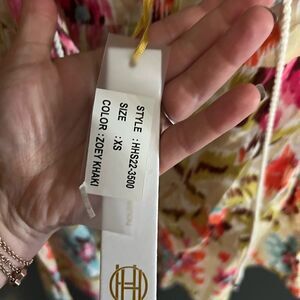 STYLE : HHS22-3500
SIZE : XS
COLOR : ZOEY KHAKI